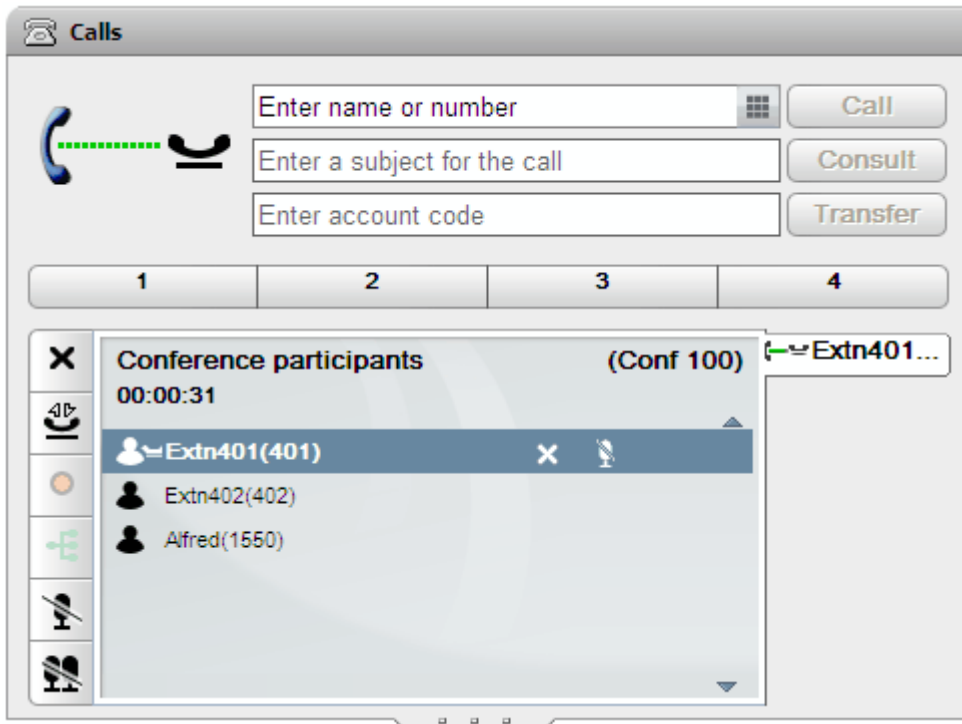 Calls
Enter name or number
Call
Enter a subject for the call
Consult
Enter account code
Transfer
1 2 3 4
Conference participants (Conf 100)
Extn401...
00:00:31
Extn401(401)
Extn402(402)
Alfred(1550)